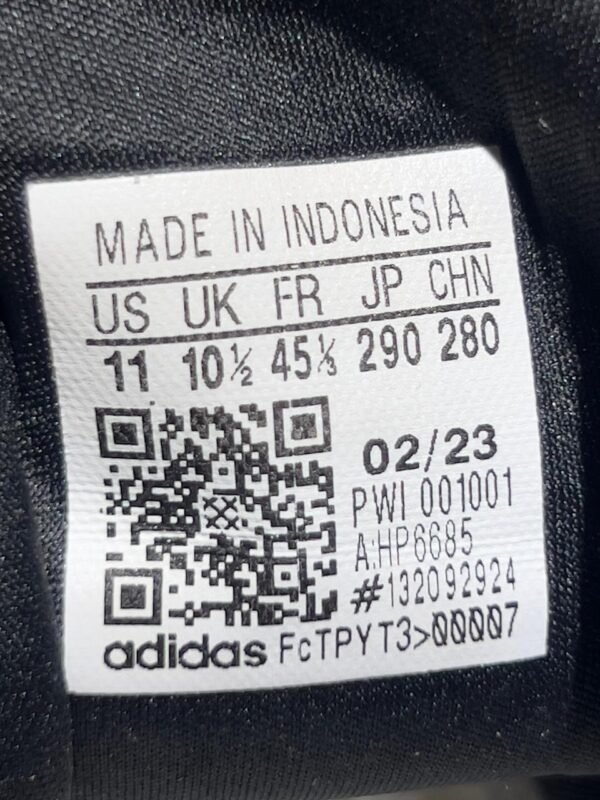 MADE IN INDONESIA
US UK FR JP CHN
11 10½ 45⅓ 290 280
02/23
PWI 001001
A:HP6685
#132092924
adidas FcTPYT3>00007